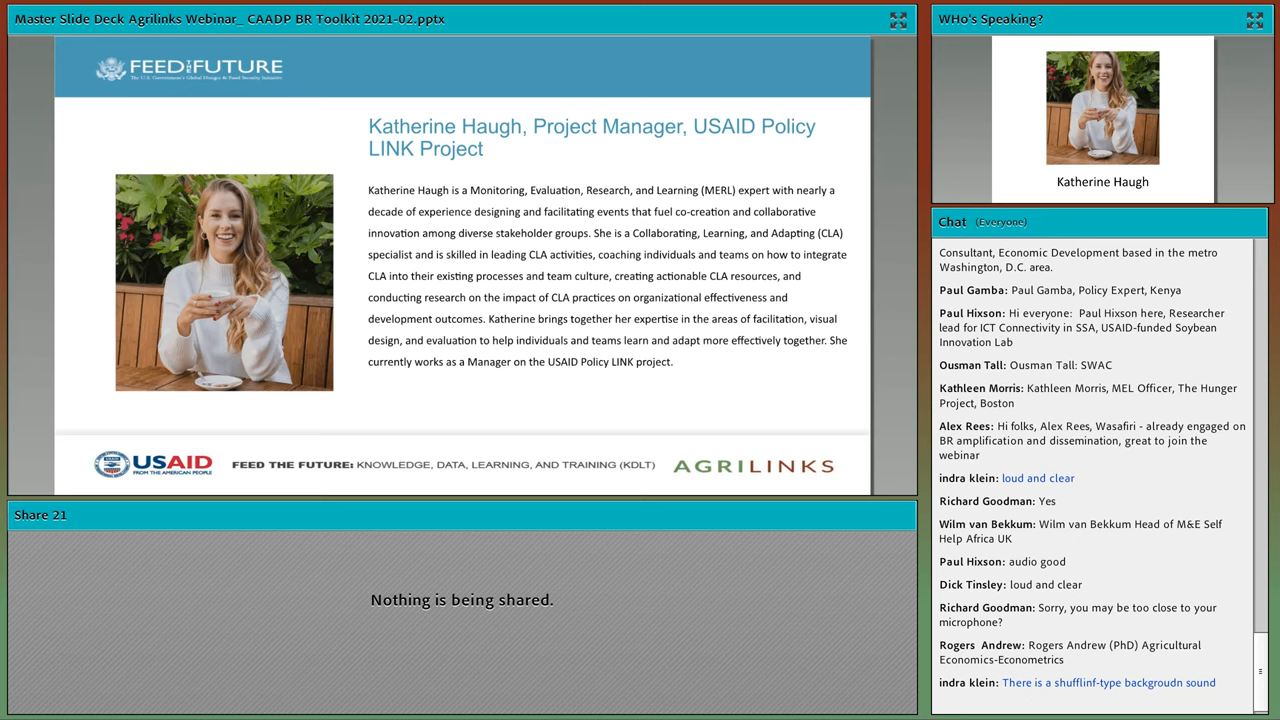 Master Slide Deck Agrilinks Webinar_ CAADP BR Toolkit 2021-02.pptx
FEED THE FUTURE
The U.S. Government's Global Hunger & Food Security Initiative
Katherine Haugh, Project Manager, USAID Policy
LINK Project
Katherine Haugh is a Monitoring, Evaluation, Research, and Learning (MERL) expert with nearly a
decade of experience designing and facilitating events that fuel co-creation and collaborative
innovation among diverse stakeholder groups. She is a Collaborating, Learning, and Adapting (CLA)
specialist and is skilled in leading CLA activities, coaching individuals and teams on how to integrate
CLA into their existing processes and team culture, creating actionable CLA resources, and
conducting research on the impact of CLA practices on organizational effectiveness and
development outcomes. Katherine brings together her expertise in the areas of facilitation, visual
design, and evaluation to help individuals and teams learn and adapt more effectively together. She
currently works as a Manager on the USAID Policy LINK project.
USAID
FROM THE AMERICAN PEOPLE
FEED THE FUTURE: KNOWLEDGE, DATA, LEARNING, AND TRAINING (KDLT)
AGRILINKS
Share 21
Nothing is being shared.
WHo's Speaking?
Katherine Haugh
Chat (Everyone)
Consultant, Economic Development based in the metro
Washington, D.C. area.
Paul Gamba: Paul Gamba, Policy Expert, Kenya
Paul Hixson: Hi everyone: Paul Hixson here, Researcher
lead for ICT Connectivity in SSA, USAID-funded Soybean
Innovation Lab
Ousman Tall: Ousman Tall: SWAC
Kathleen Morris: Kathleen Morris, MEL Officer, The Hunger
Project, Boston
Alex Rees: Hi folks, Alex Rees, Wasafiri - already engaged on
BR amplification and dissemination, great to join the
webinar
indra klein: loud and clear
Richard Goodman: Yes
Wilm van Bekkum: Wilm van Bekkum Head of M&E Self
Help Africa UK
Paul Hixson: audio good
Dick Tinsley: loud and clear
Richard Goodman: Sorry, you may be too close to your
microphone?
Rogers Andrew: Rogers Andrew (PhD) Agricultural
Economics-Econometrics
indra klein: There is a shufflinf-type backgroudn sound